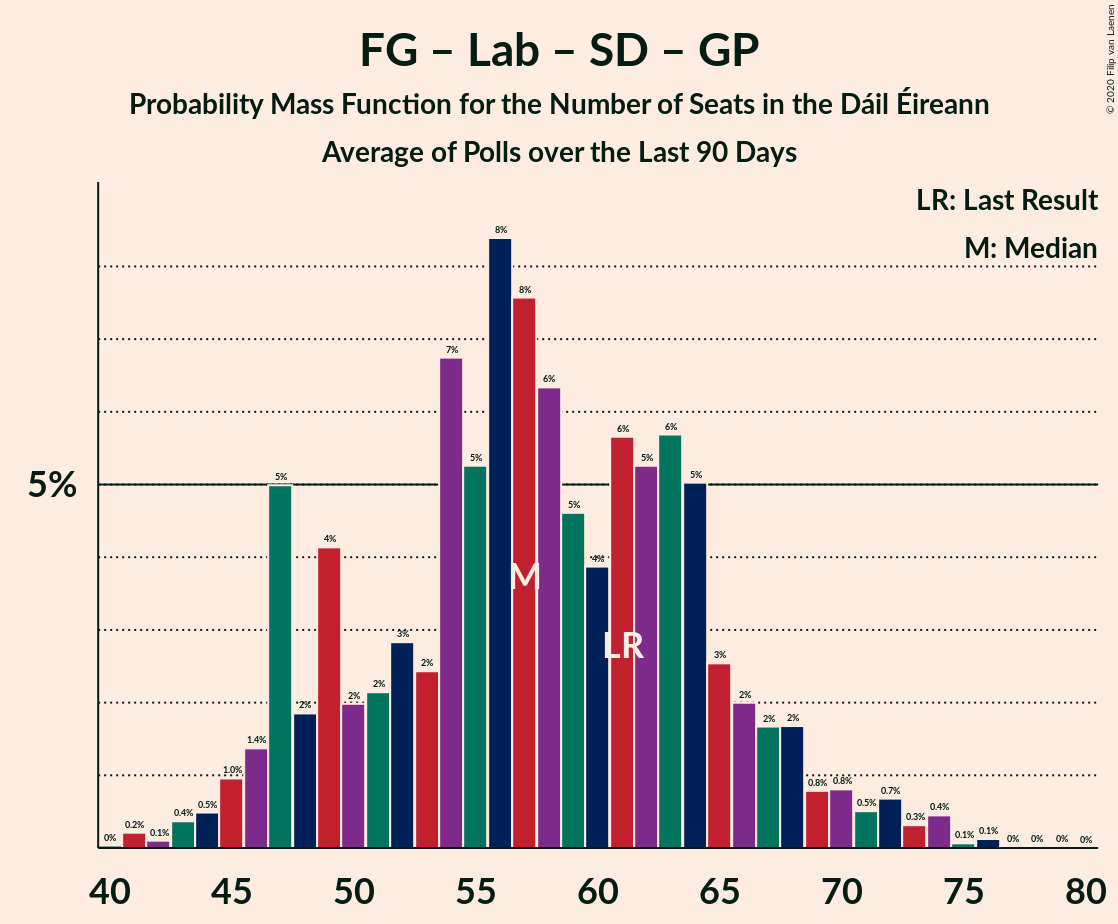 FG – Lab – SD – GP
Probability Mass Function for the Number of Seats in the Dáil Éireann
Average of Polls over the Last 90 Days
© 2020 Filip van Laenen
LR: Last Result
M: Median
5%
0% 0.2% 0.1% 0.4% 0.5% 1.0% 1.4% 5% 2% 4% 2% 2% 3% 2% 7% 5% 8% 8% 6% 5% 4% 6% 5% 6% 5% 3% 2% 2% 2% 0.8% 0.8% 0.5% 0.7% 0.3% 0.4% 0.1% 0.1% 0% 0% 0% 0%
M
LR
40 45 50 55 60 65 70 75 80